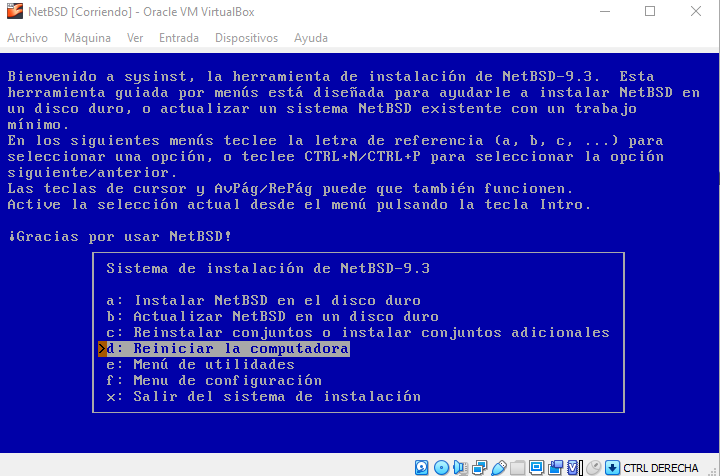 NetBSD [Corriendo] - Oracle VM VirtualBox
Archivo Máquina Ver Entrada Dispositivos Ayuda
Bienvenido a sysinst, la herramienta de instalación de NetBSD-9.3. Esta
herramienta guiada por menús está diseñada para ayudarle a instalar NetBSD en
un disco duro, o actualizar un sistema NetBSD existente con un trabajo
mínimo.
En los siguientes menús teclee la letra de referencia (a, b, c, ...) para
seleccionar una opción, o teclee CTRL+N/CTRL+P para seleccionar la opción
siguiente/anterior.
Las teclas de cursor y AvPág/RePág puede que también funcionen.
Active la selección actual desde el menú pulsando la tecla Intro.
¡Gracias por usar NetBSD!
Sistema de instalación de NetBSD-9.3
a: Instalar NetBSD en el disco duro
b: Actualizar NetBSD en un disco duro
c: Reinstalar conjuntos o instalar conjuntos adicionales
>d: Reiniciar la computadora
e: Menú de utilidades
f: Menu de configuración
x: Salir del sistema de instalación
CTRL DERECHA